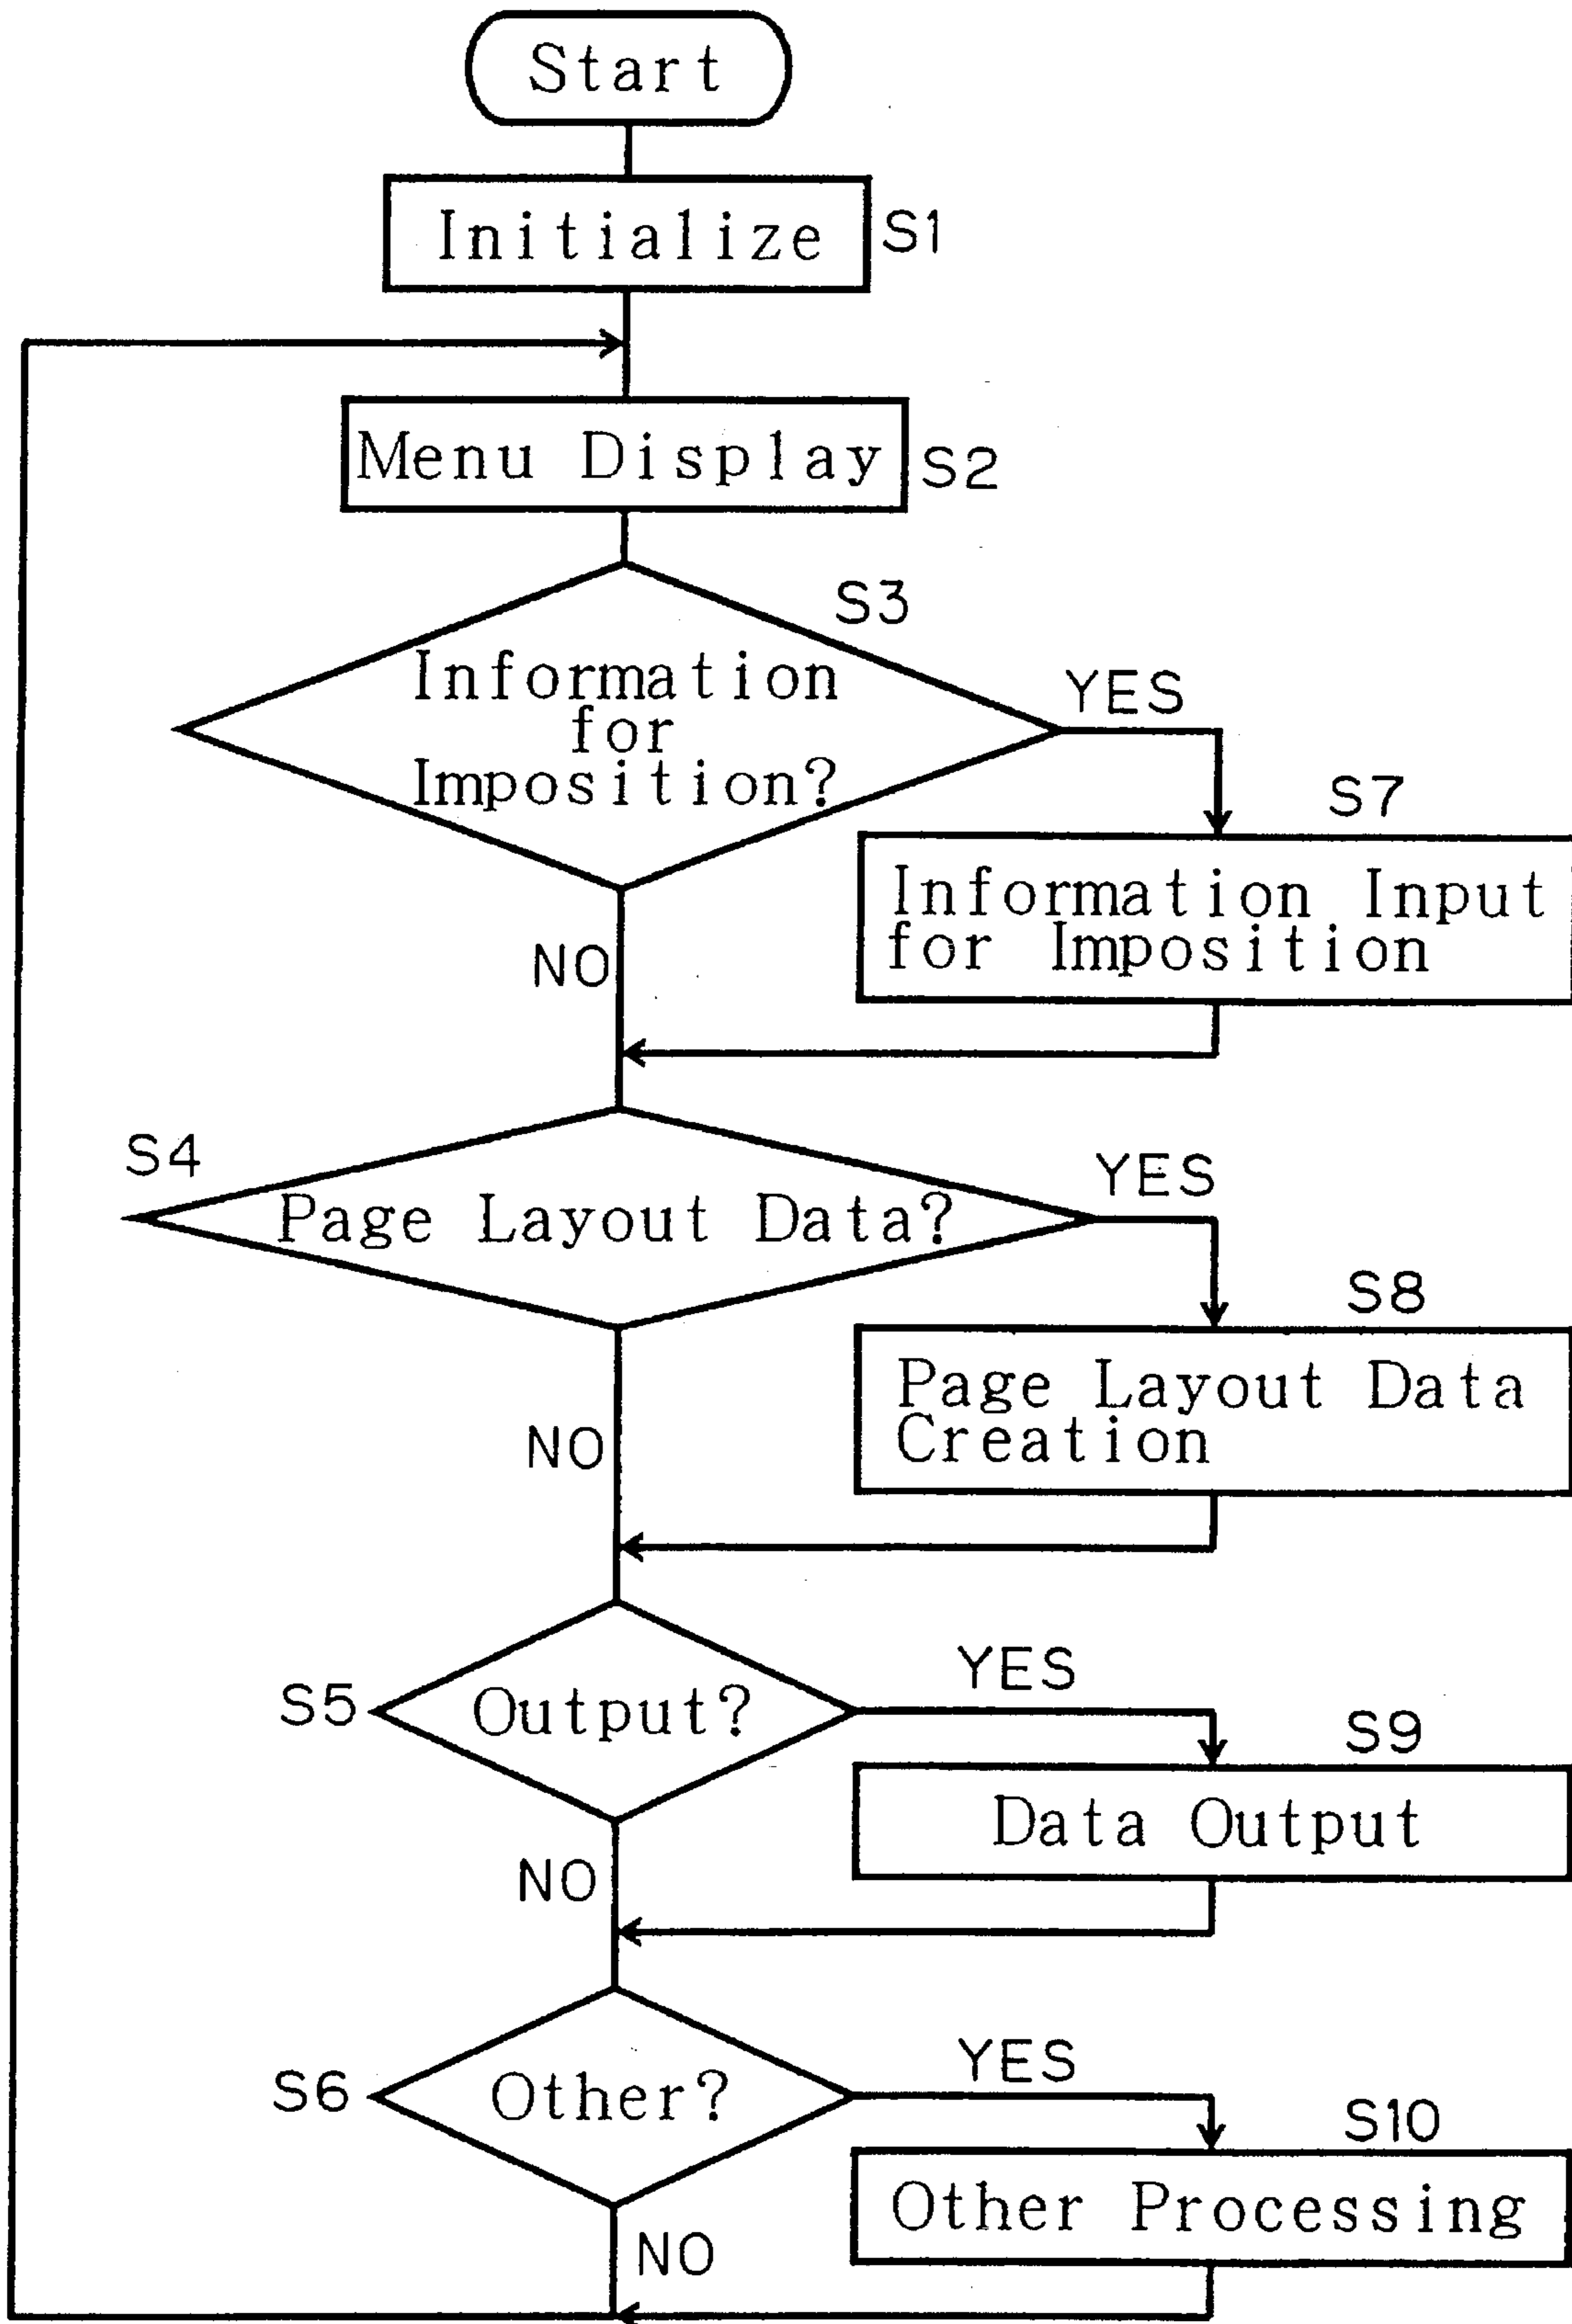 Start
Initialize
S1
Menu Display
S2
S3
Information
for
Imposition?
YES
S7
Information Input
for Imposition
NO
S4
Page Layout Data?
YES
S8
Page Layout Data
Creation
NO
S5
Output?
YES
S9
Data Output
NO
S6
Other?
YES
S10
Other Processing
NO